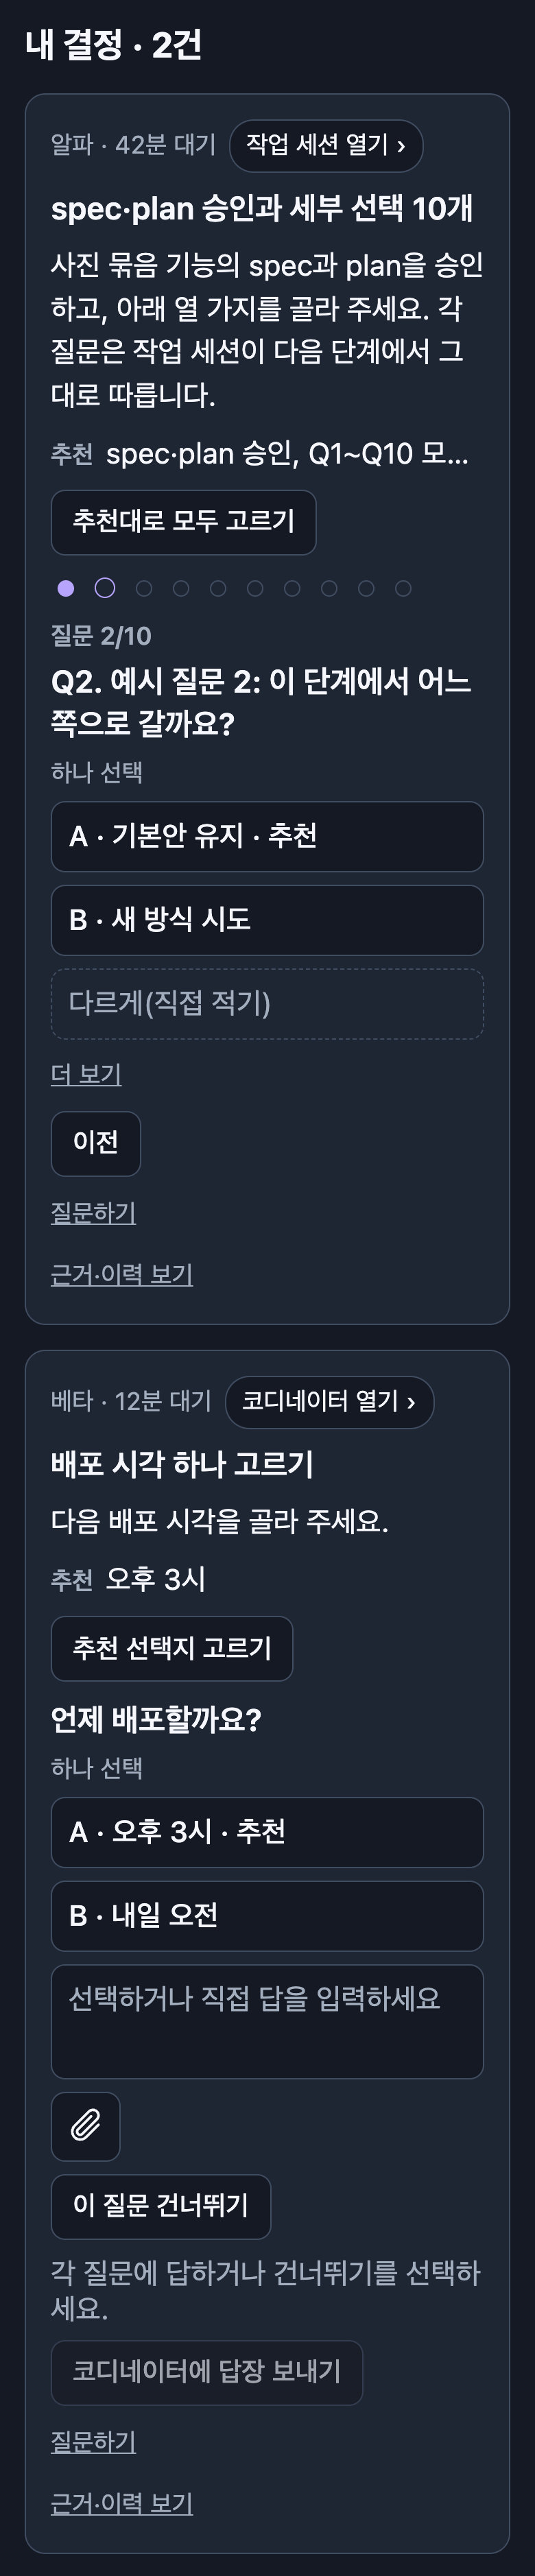 내 결정 · 2건
알파 · 42분 대기 작업 세션 열기 ›
spec·plan 승인과 세부 선택 10개
사진 묶음 기능의 spec과 plan을 승인
하고, 아래 열 가지를 골라 주세요. 각
질문은 작업 세션이 다음 단계에서 그
대로 따릅니다.
추천 spec·plan 승인, Q1~Q10 모…
추천대로 모두 고르기
질문 2/10
Q2. 예시 질문 2: 이 단계에서 어느
쪽으로 갈까요?
하나 선택
A · 기본안 유지 · 추천
B · 새 방식 시도
다르게(직접 적기)
더 보기
이전
질문하기
근거·이력 보기
베타 · 12분 대기 코디네이터 열기 ›
배포 시각 하나 고르기
다음 배포 시각을 골라 주세요.
추천 오후 3시
추천 선택지 고르기
언제 배포할까요?
하나 선택
A · 오후 3시 · 추천
B · 내일 오전
선택하거나 직접 답을 입력하세요
이 질문 건너뛰기
각 질문에 답하거나 건너뛰기를 선택하
세요.
코디네이터에 답장 보내기
질문하기
근거·이력 보기